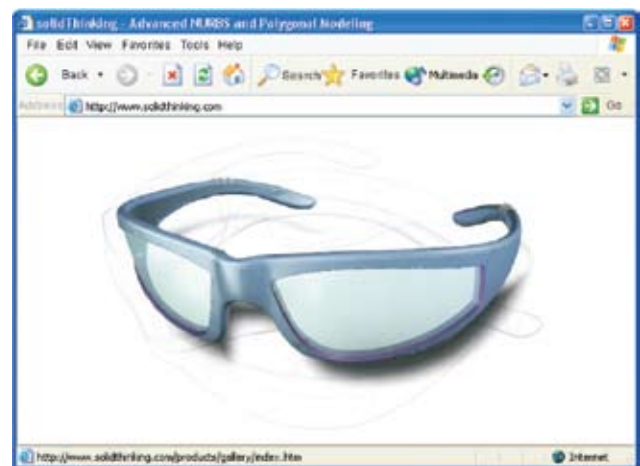 solidThinking - Advanced NURBS and Polygonal Modeling
File Edit View Favorites Tools Help
Back Search Favorites Multimedia
Address http://www.solidthinking.com Go
http://www.solidthinking.com/products/gallery/index.htm Internet